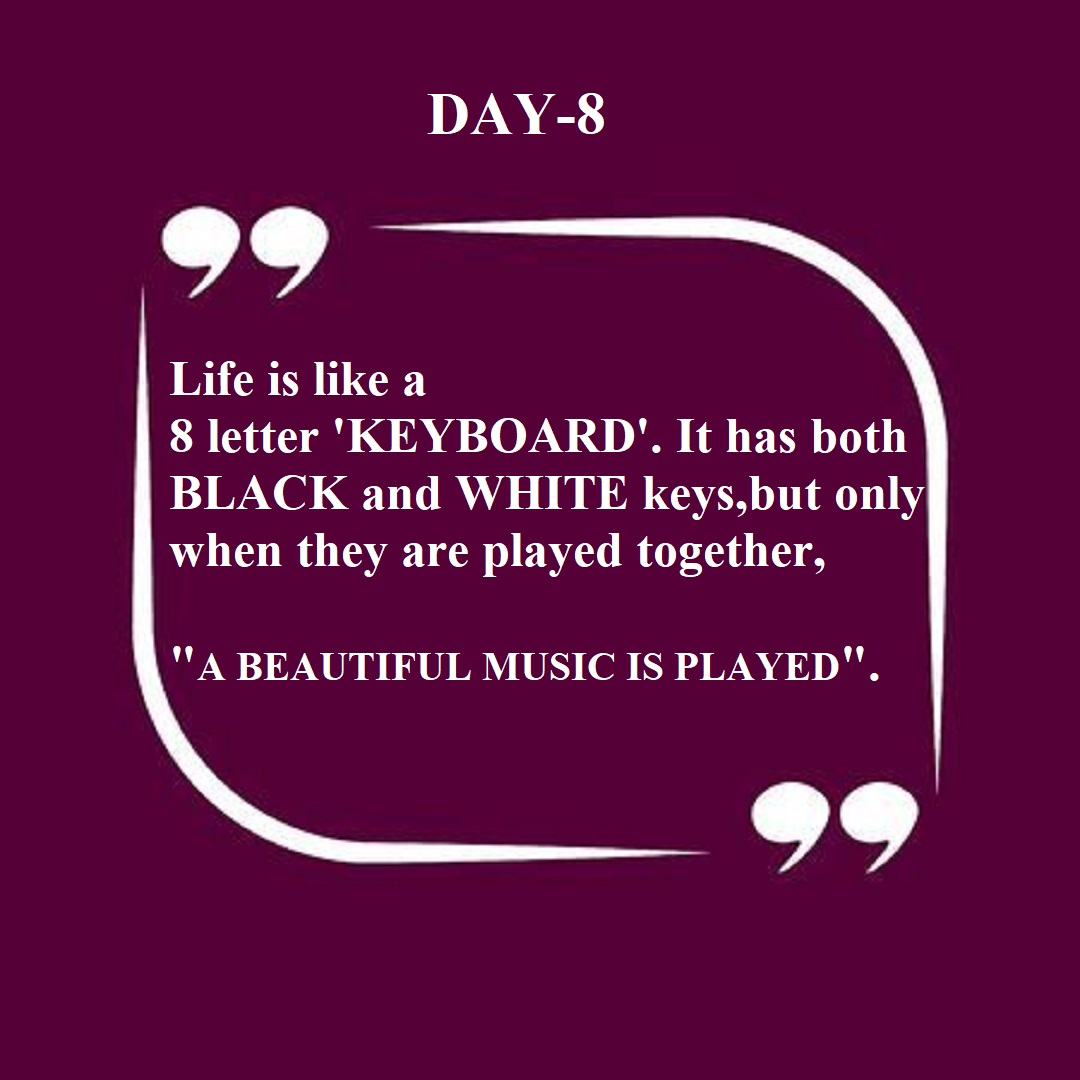 DAY-8
Life is like a
8 letter 'KEYBOARD'. It has both
BLACK and WHITE keys,but only
when they are played together,
"A BEAUTIFUL MUSIC IS PLAYED".